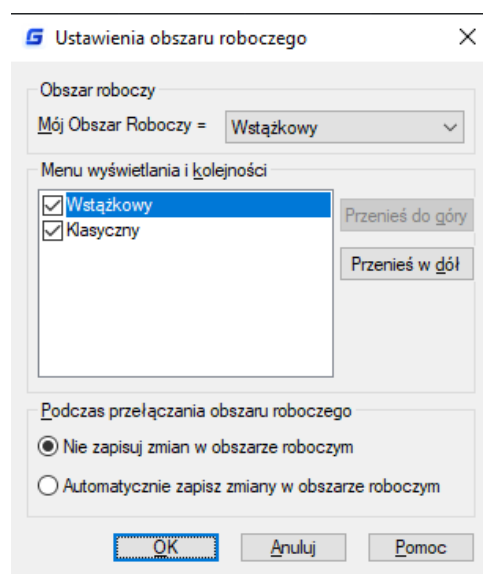 Ustawienia obszaru roboczego
Obszar roboczy
Mój Obszar Roboczy = Wstążkowy
Menu wyświetlania i kolejności
Wstążkowy
Klasyczny
Przenieś do góry
Przenieś w dół
Podczas przełączania obszaru roboczego
Nie zapisuj zmian w obszarze roboczym
Automatycznie zapisz zmiany w obszarze roboczym
OK Anuluj Pomoc